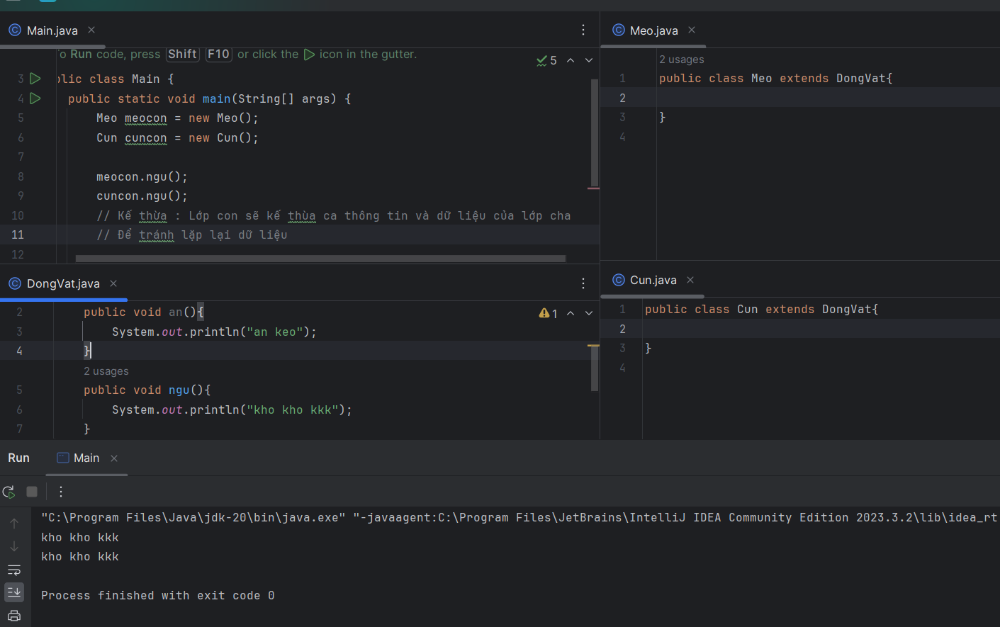 Main.java
'o Run code, press Shift F10 or click the icon in the gutter.
5
3 blic class Main {
4 public static void main(String[] args) {
5 Meo meocon = new Meo();
6 Cun cuncon = new Cun();
7
8 meocon.ngu();
9 cuncon.ngu();
10 // Kế thừa : Lớp con sẽ kế thùa ca thông tin và dữ liệu của lớp cha
11 // Để tránh lặp lại dữ liệu
12
Meo.java
2 usages
1 public class Meo extends DongVat{
2
3 }
4
DongVat.java
2 public void an(){
1
3 System.out.println("an keo");
4 }
2 usages
5 public void ngu(){
6 System.out.println("kho kho kkk");
7 }
Cun.java
1 public class Cun extends DongVat{
2
3 }
4
Run Main
"C:\Program Files\Java\jdk-20\bin\java.exe" "-javaagent:C:\Program Files\JetBrains\IntelliJ IDEA Community Edition 2023.3.2\lib\idea_rt
kho kho kkk
kho kho kkk
Process finished with exit code 0